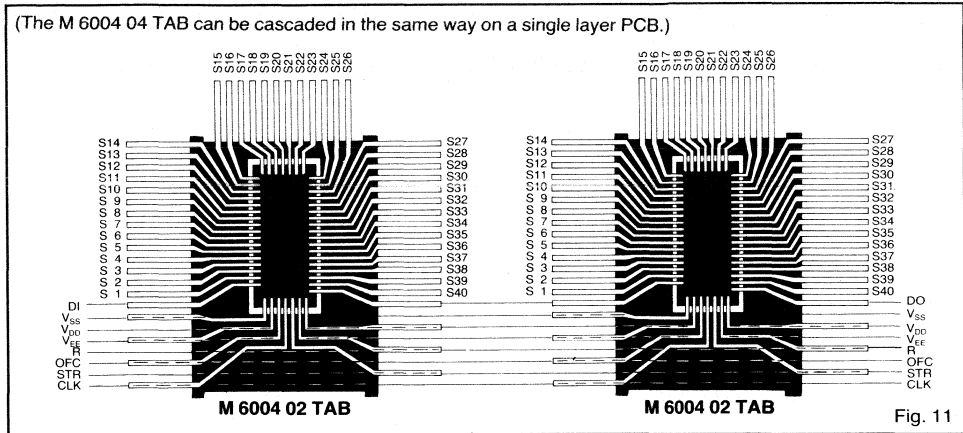 (The M 6004 04 TAB can be cascaded in the same way on a single layer PCB.)
S15 S16 S17 S18 S19 S20 S21 S22 S23 S24 S25 S26
S15 S16 S17 S18 S19 S20 S21 S22 S23 S24 S25 S26
S14
S13
S12
S11
S10
S 9
S 8
S 7
S 6
S 5
S 4
S 3
S 2
S 1
DI
VSS
VDD
VEE
R
OFC
STR
CLK
S27
S28
S29
S30
S31
S32
S33
S34
S35
S36
S37
S38
S39
S40
M 6004 02 TAB
S14
S13
S12
S11
S10
S 9
S 8
S 7
S 6
S 5
S 4
S 3
S 2
S 1
S27
S28
S29
S30
S31.
S32
S33
S34
S35
S36
S37
S38
S39
S40
DO
VSS
VDD
VEE
R
OFC
STR
CLK
M 6004 02 TAB
Fig. 11